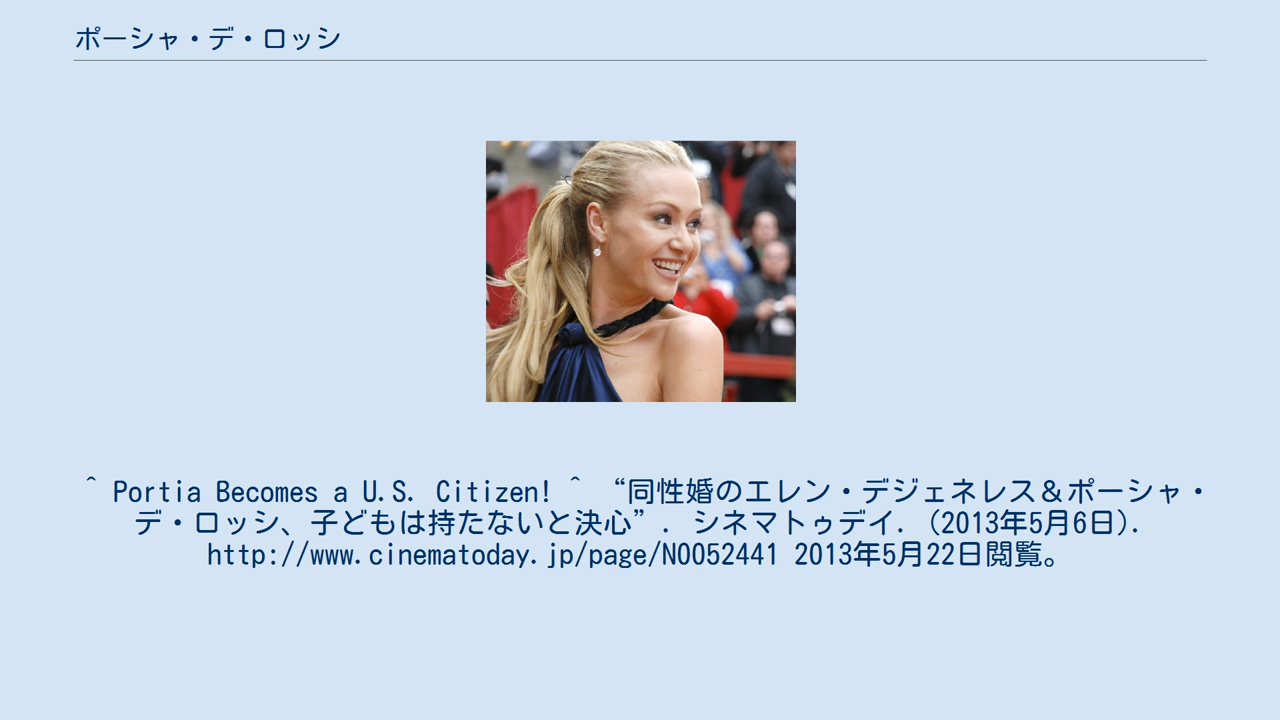 ポーシャ・デ・ロッシ
^ Portia Becomes a U.S. Citizen! ^ “同性婚のエレン・デジェネレス＆ポーシャ・
デ・ロッシ、子どもは持たないと決心”. シネマトゥデイ. (2013年5月6日).
http://www.cinematoday.jp/page/N0052441 2013年5月22日閲覧。